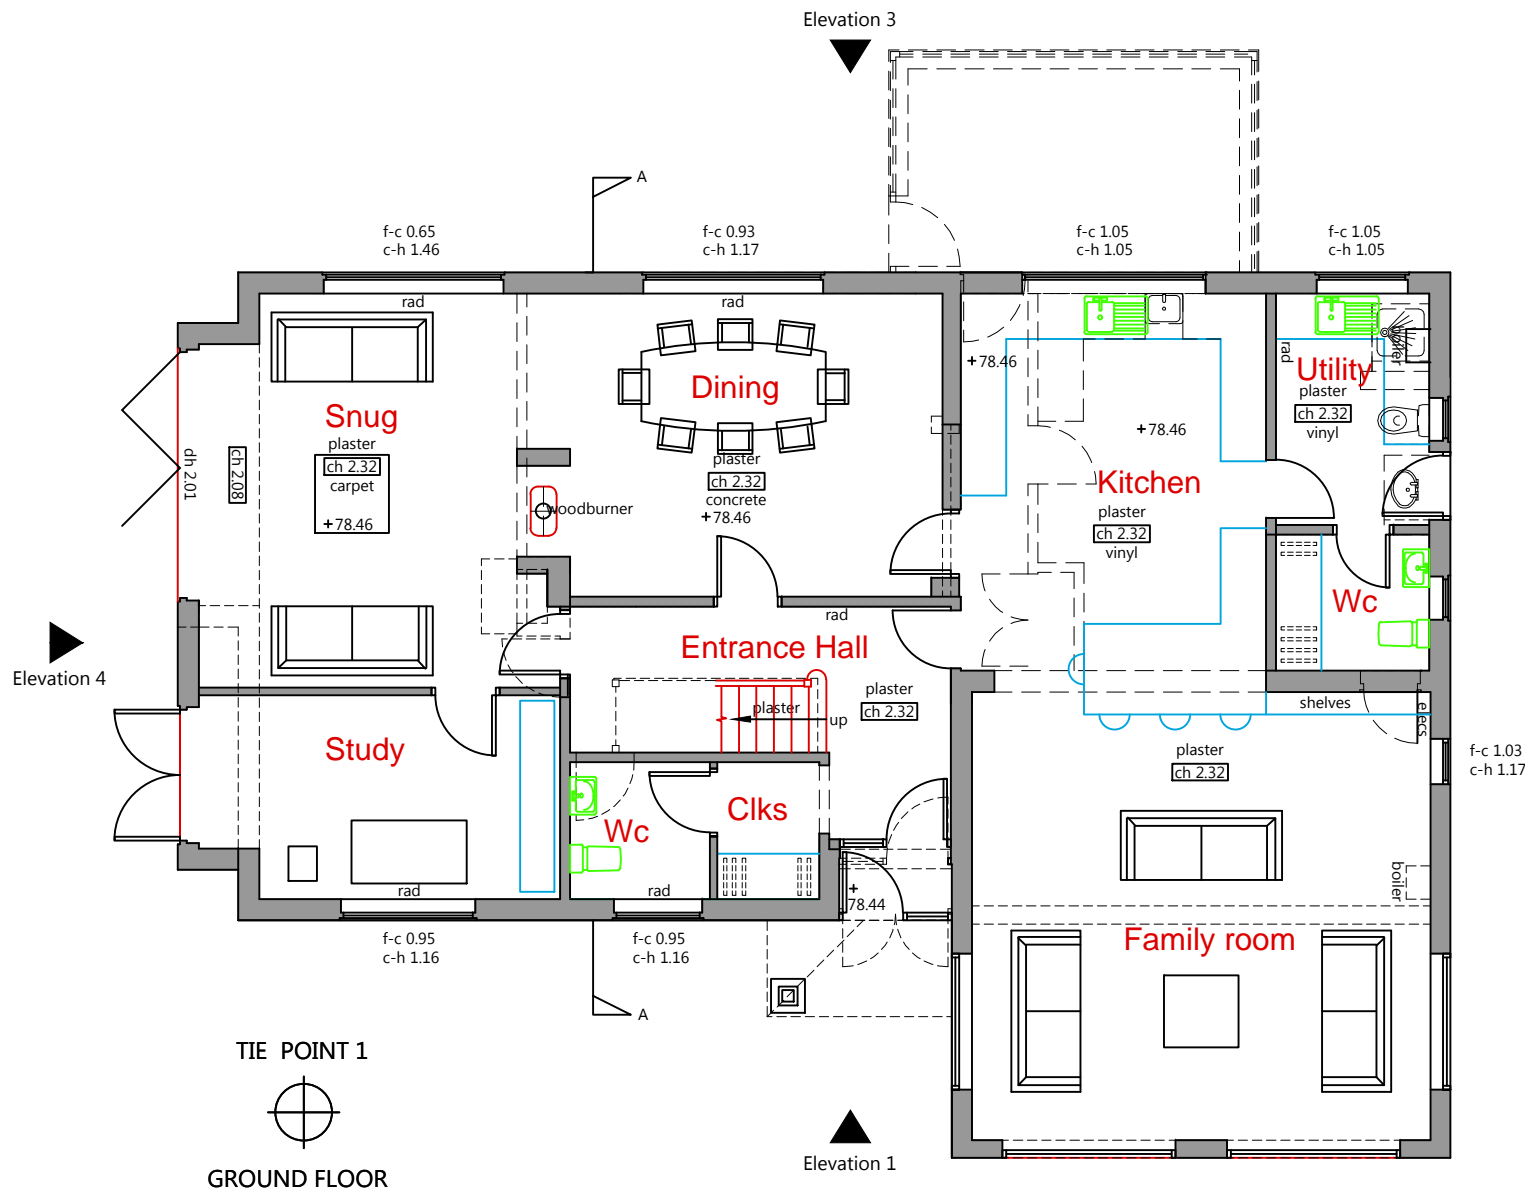 Elevation 3
A
f-c 0.65
c-h 1.46
f-c 0.93
c-h 1.17
f-c 1.05
c-h 1.05
f-c 1.05
c-h 1.05
rad
rad
+78.46
rad
boiler
Utility
plaster
ch 2.32
vinyl
Dining
Snug
plaster
ch 2.32
carpet
+78.46
dh 2.01
ch 2.08
plaster
ch 2.32
concrete
+78.46
woodburner
+78.46
Kitchen
plaster
ch 2.32
vinyl
Wc
rad
Entrance Hall
Elevation 4
plaster
ch 2.32
plaster
up
shelves
elecs
Study
plaster
ch 2.32
f-c 1.03
c-h 1.17
Clks
Wc
rad
rad
+
78.44
boiler
Family room
f-c 0.95
c-h 1.16
f-c 0.95
c-h 1.16
A
TIE POINT 1
GROUND FLOOR
Elevation 1